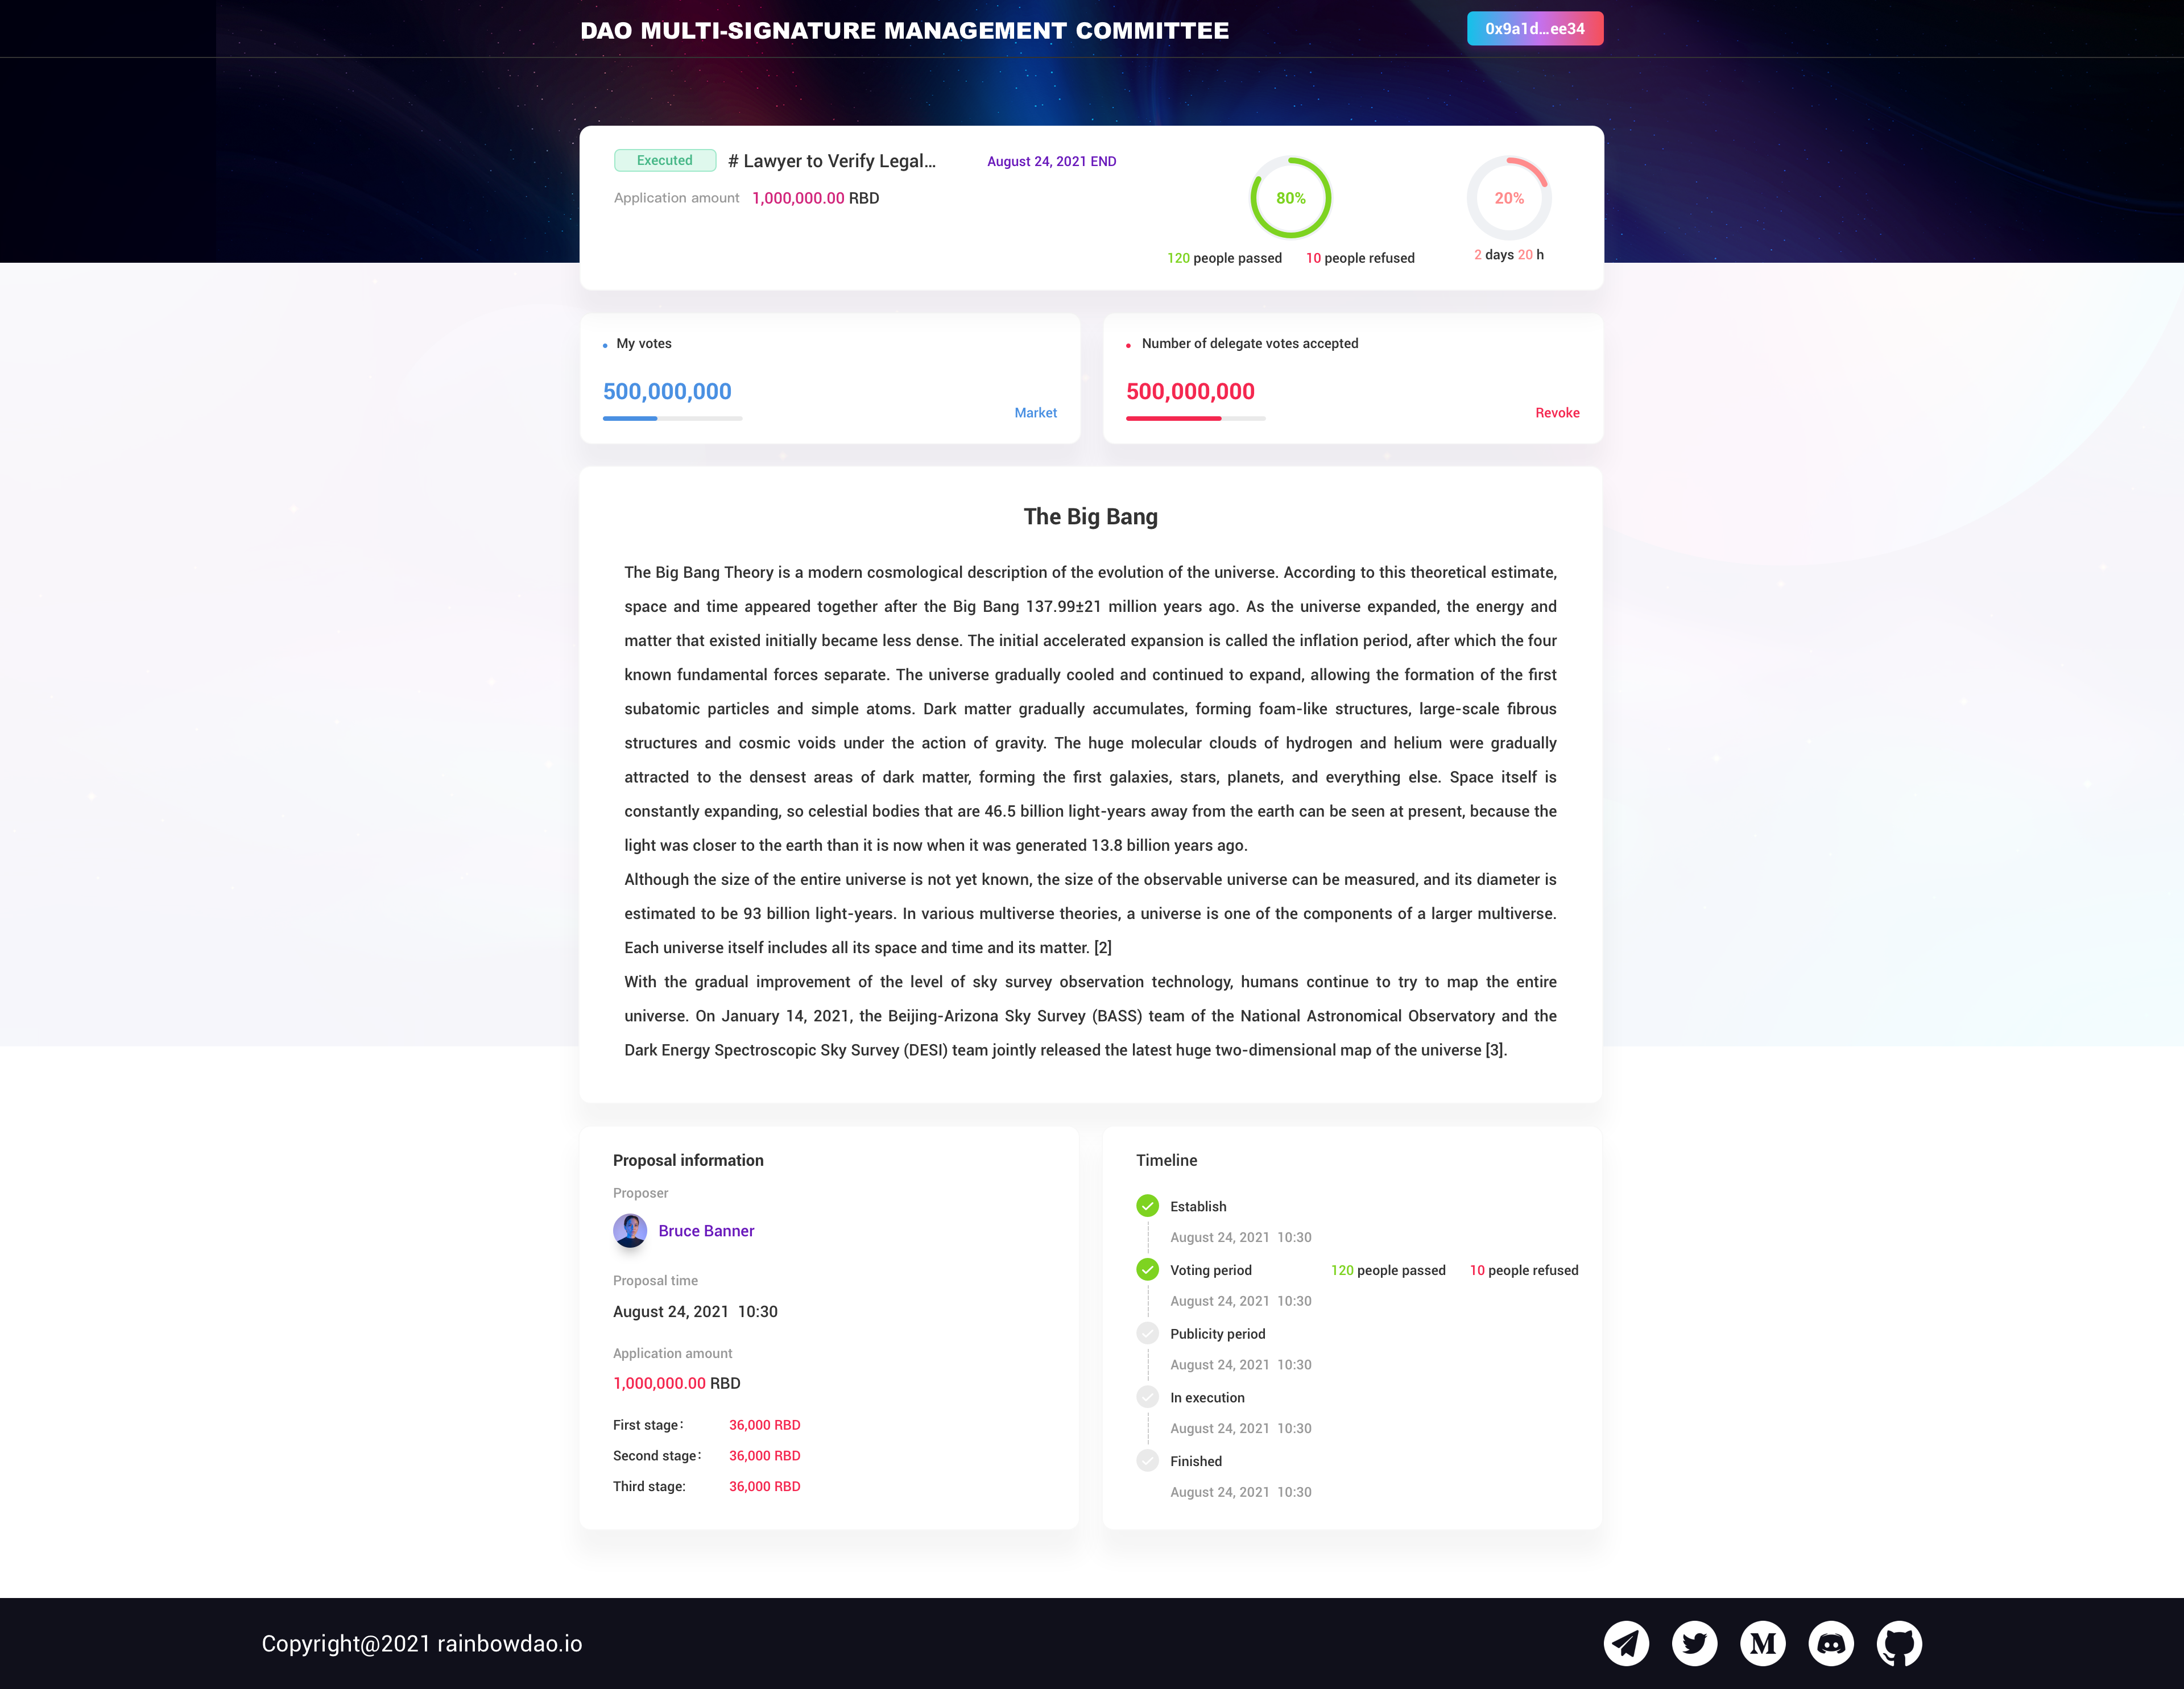 DAO MULTI-SIGNATURE MANAGEMENT COMMITTEE
0x9a1d...ee34
Executed
# Lawyer to Verify Legal...
August 24, 2021 END
Application amount 1,000,000.00 RBD
80%
120 people passed 10 people refused
20%
2 days 20 h
My votes
500,000,000
Market
Number of delegate votes accepted
500,000,000
Revoke
The Big Bang
The Big Bang Theory is a modern cosmological description of the evolution of the universe. According to this theoretical estimate,
space and time appeared together after the Big Bang 137.99±21 million years ago. As the universe expanded, the energy and
matter that existed initially became less dense. The initial accelerated expansion is called the inflation period, after which the four
known fundamental forces separate. The universe gradually cooled and continued to expand, allowing the formation of the first
subatomic particles and simple atoms. Dark matter gradually accumulates, forming foam-like structures, large-scale fibrous
structures and cosmic voids under the action of gravity. The huge molecular clouds of hydrogen and helium were gradually
attracted to the densest areas of dark matter, forming the first galaxies, stars, planets, and everything else. Space itself is
constantly expanding, so celestial bodies that are 46.5 billion light-years away from the earth can be seen at present, because the
light was closer to the earth than it is now when it was generated 13.8 billion years ago.
Although the size of the entire universe is not yet known, the size of the observable universe can be measured, and its diameter is
estimated to be 93 billion light-years. In various multiverse theories, a universe is one of the components of a larger multiverse.
Each universe itself includes all its space and time and its matter. [2]
With the gradual improvement of the level of sky survey observation technology, humans continue to try to map the entire
universe. On January 14, 2021, the Beijing-Arizona Sky Survey (BASS) team of the National Astronomical Observatory and the
Dark Energy Spectroscopic Sky Survey (DESI) team jointly released the latest huge two-dimensional map of the universe [3].
Proposal information
Proposer
Bruce Banner
Proposal time
August 24, 2021 10:30
Application amount
1,000,000.00 RBD
First stage： 36,000 RBD
Second stage： 36,000 RBD
Third stage: 36,000 RBD
Timeline
Establish
August 24, 2021 10:30
Voting period 120 people passed 10 people refused
August 24, 2021 10:30
Publicity period
August 24, 2021 10:30
In execution
August 24, 2021 10:30
Finished
August 24, 2021 10:30
Copyright@2021 rainbowdao.io